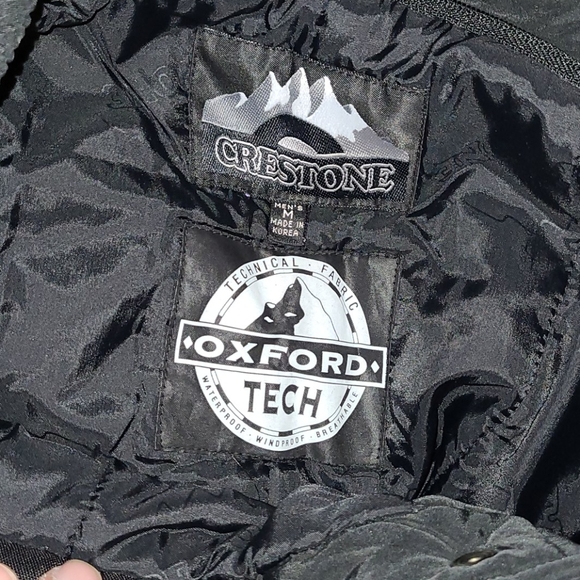 CRESTONE
MEN'S
M
MADE IN
KOREA
TECHNICAL · FABRIC
OXFORD
TECH
WATERPROOF · WINDPROOF · BREATHABLE